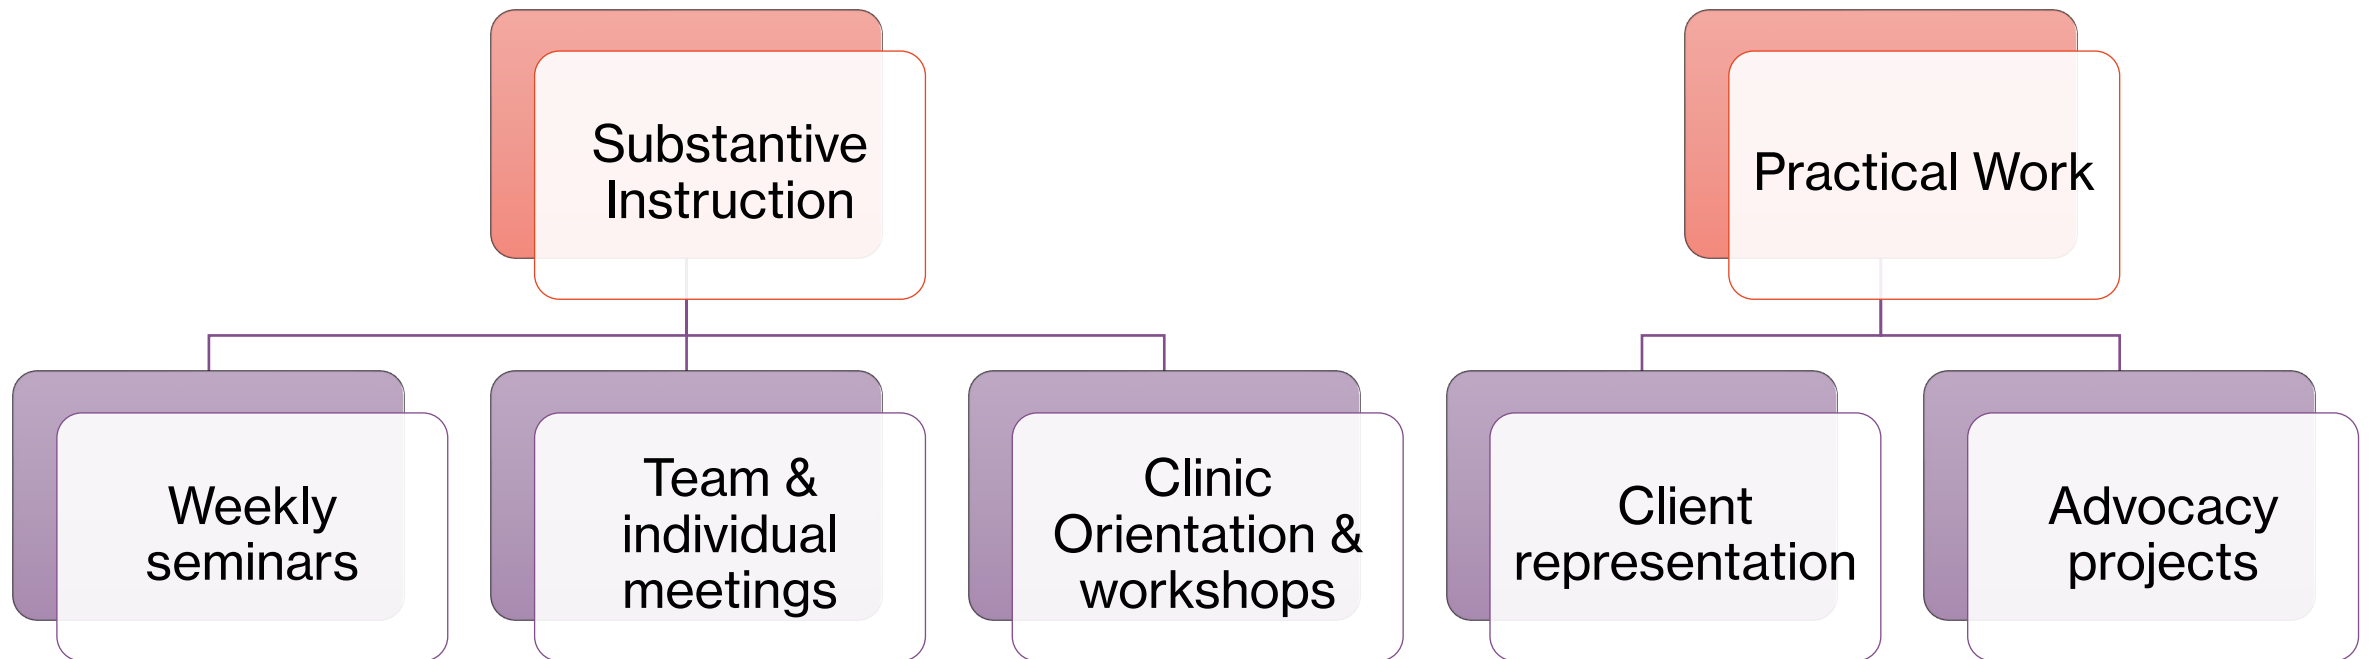 Substantive
Instruction
Practical Work
Weekly
seminars
Team &
individual
meetings
Clinic
Orientation &
workshops
Client
representation
Advocacy
projects